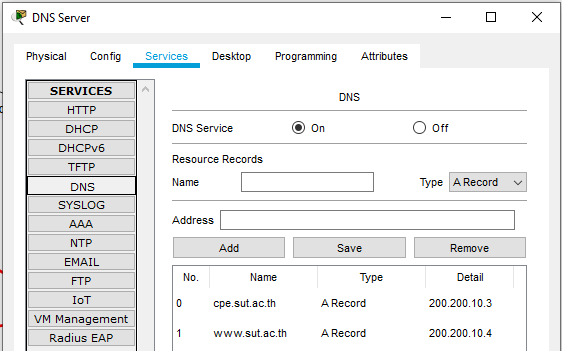 DNS Server
Physical Config Services Desktop Programming Attributes
SERVICES
HTTP
DHCP
DHCPv6
TFTP
DNS
SYSLOG
AAA
NTP
EMAIL
FTP
IoT
VM Management
Radius EAP
DNS
DNS Service On Off
Resource Records
Name Type A Record
Address
Add Save Remove
No. Name Type Detail
0 cpe.sut.ac.th A Record 200.200.10.3
1 www.sut.ac.th A Record 200.200.10.4